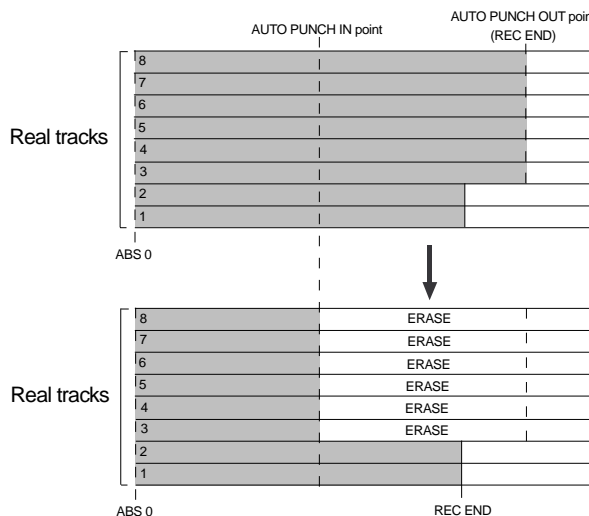 AUTO PUNCH IN point
AUTO PUNCH OUT poin
(REC END)
Real tracks
8
7
6
5
4
3
2
1
ABS 0
Real tracks
8 ERASE
7 ERASE
6 ERASE
5 ERASE
4 ERASE
3 ERASE
2
1
ABS 0
REC END